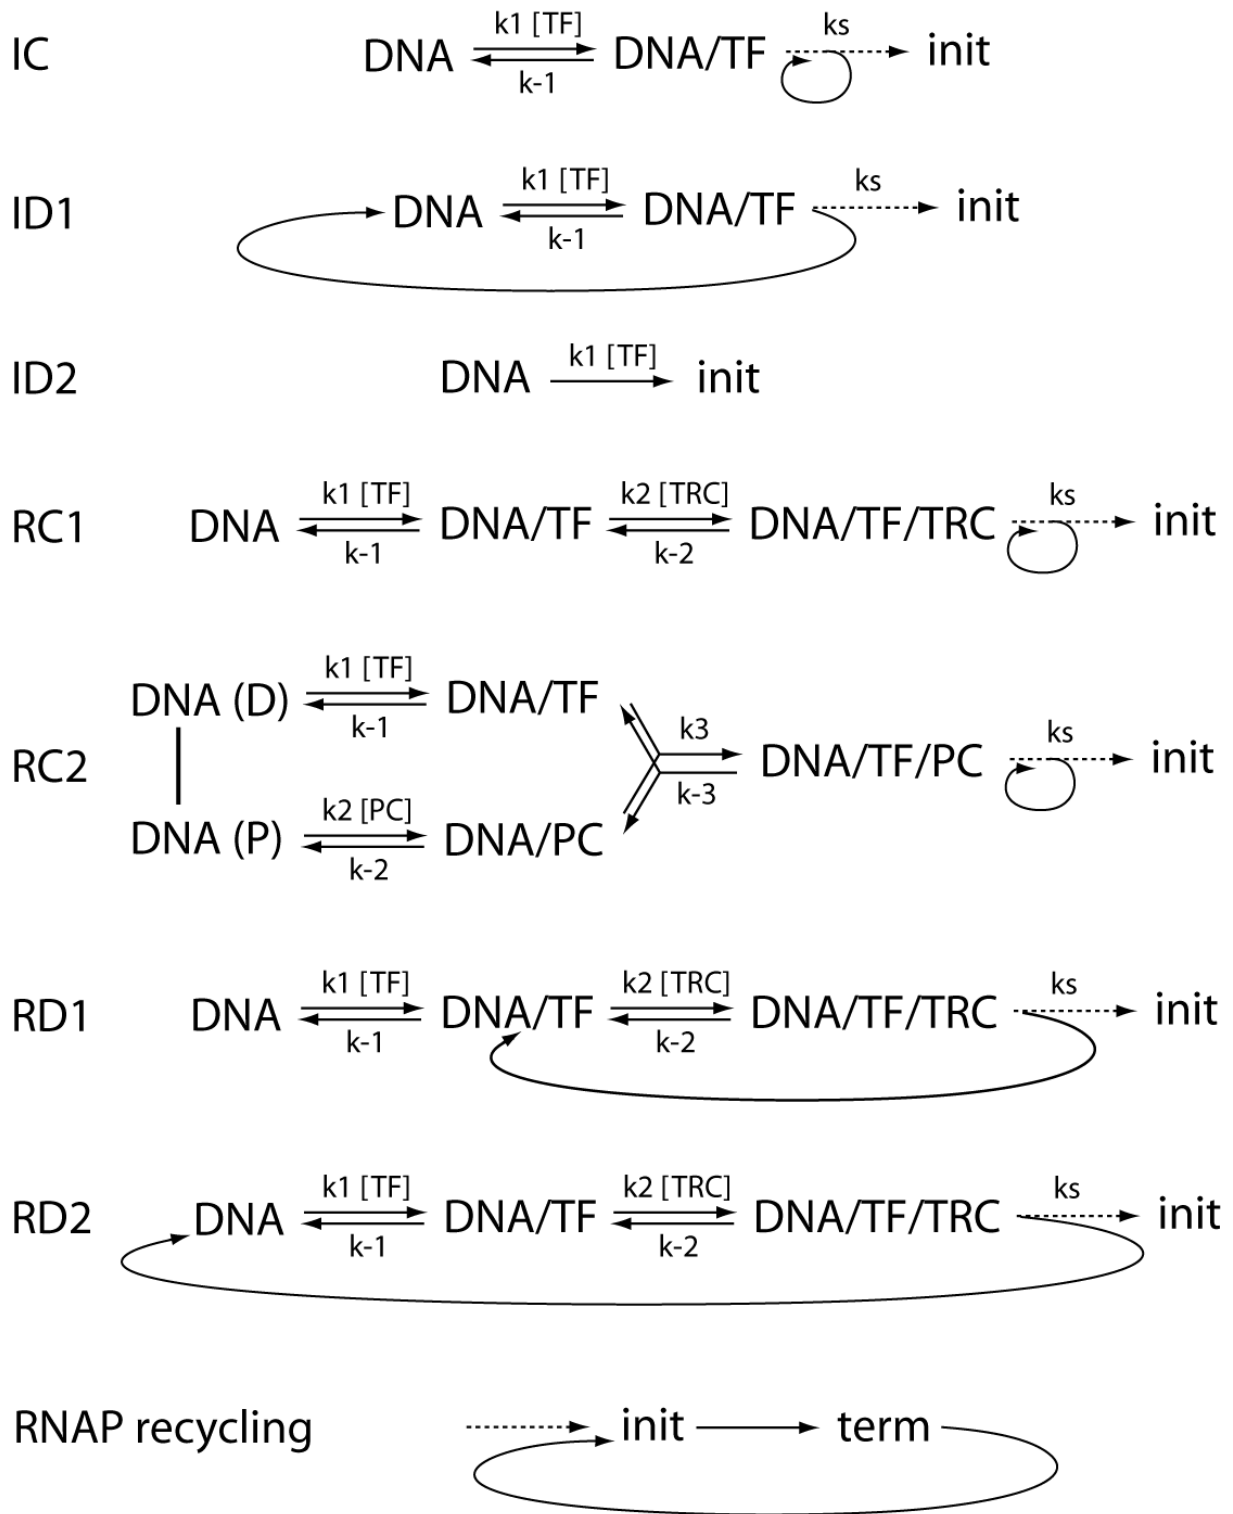 k1 [TF] ks
IC DNA DNA/TF init
k-1
k1 [TF] ks
ID1 DNA DNA/TF init
k-1
k1 [TF]
ID2 DNA init
k1 [TF] k2 [TRC] ks
RC1 DNA DNA/TF DNA/TF/TRC init
k-1 k-2
k1 [TF]
DNA (D) DNA/TF
k-1 k3 ks
RC2 DNA/TF/PC init
k2 [PC] k-3
DNA (P) DNA/PC
k-2
k1 [TF] k2 [TRC] ks
RD1 DNA DNA/TF DNA/TF/TRC init
k-1 k-2
k1 [TF] k2 [TRC] ks
RD2 DNA DNA/TF DNA/TF/TRC init
k-1 k-2
RNAP recycling init term